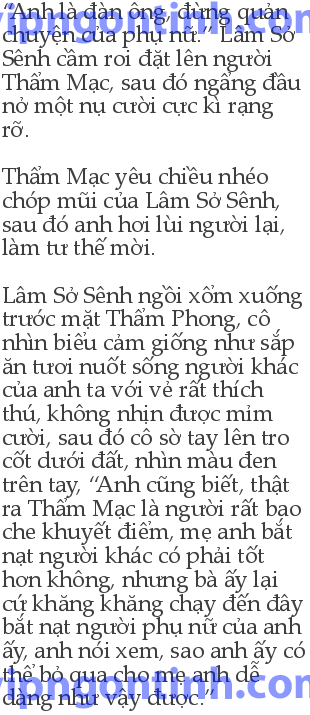 “Anh là đàn ông, đừng quản
chuyện của phụ nữ.” Lâm Sở
Sênh cầm roi đặt lên người
Thẩm Mạc, sau đó ngẩng đầu
nở một nụ cười cực kì rạng
rỡ.
Thẩm Mạc yêu chiều nhéo
chóp mũi của Lâm Sở Sênh,
sau đó anh hơi lùi người lại,
làm tư thế mời.
Lâm Sở Sênh ngồi xổm xuống
trước mặt Thẩm Phong, cô
nhìn biểu cảm giống như sắp
ăn tươi nuốt sống người khác
của anh ta với vẻ rất thích
thú, không nhịn được mỉm
cười, sau đó cô sờ tay lên tro
cốt dưới đất, nhìn màu đen
trên tay, “Anh cũng biết, thật
ra Thẩm Mạc là người rất bao
che khuyết điểm, mẹ anh bắt
nạt người khác có phải tốt
hơn không, nhưng bà ấy lại
cứ khăng khăng chạy đến đây
bắt nạt người phụ nữ của anh
ấy, anh nói xem, sao anh ấy có
thể bỏ qua cho mẹ anh dễ
dàng như vậy được.”
vipngontinh.com
vipngontinh.com